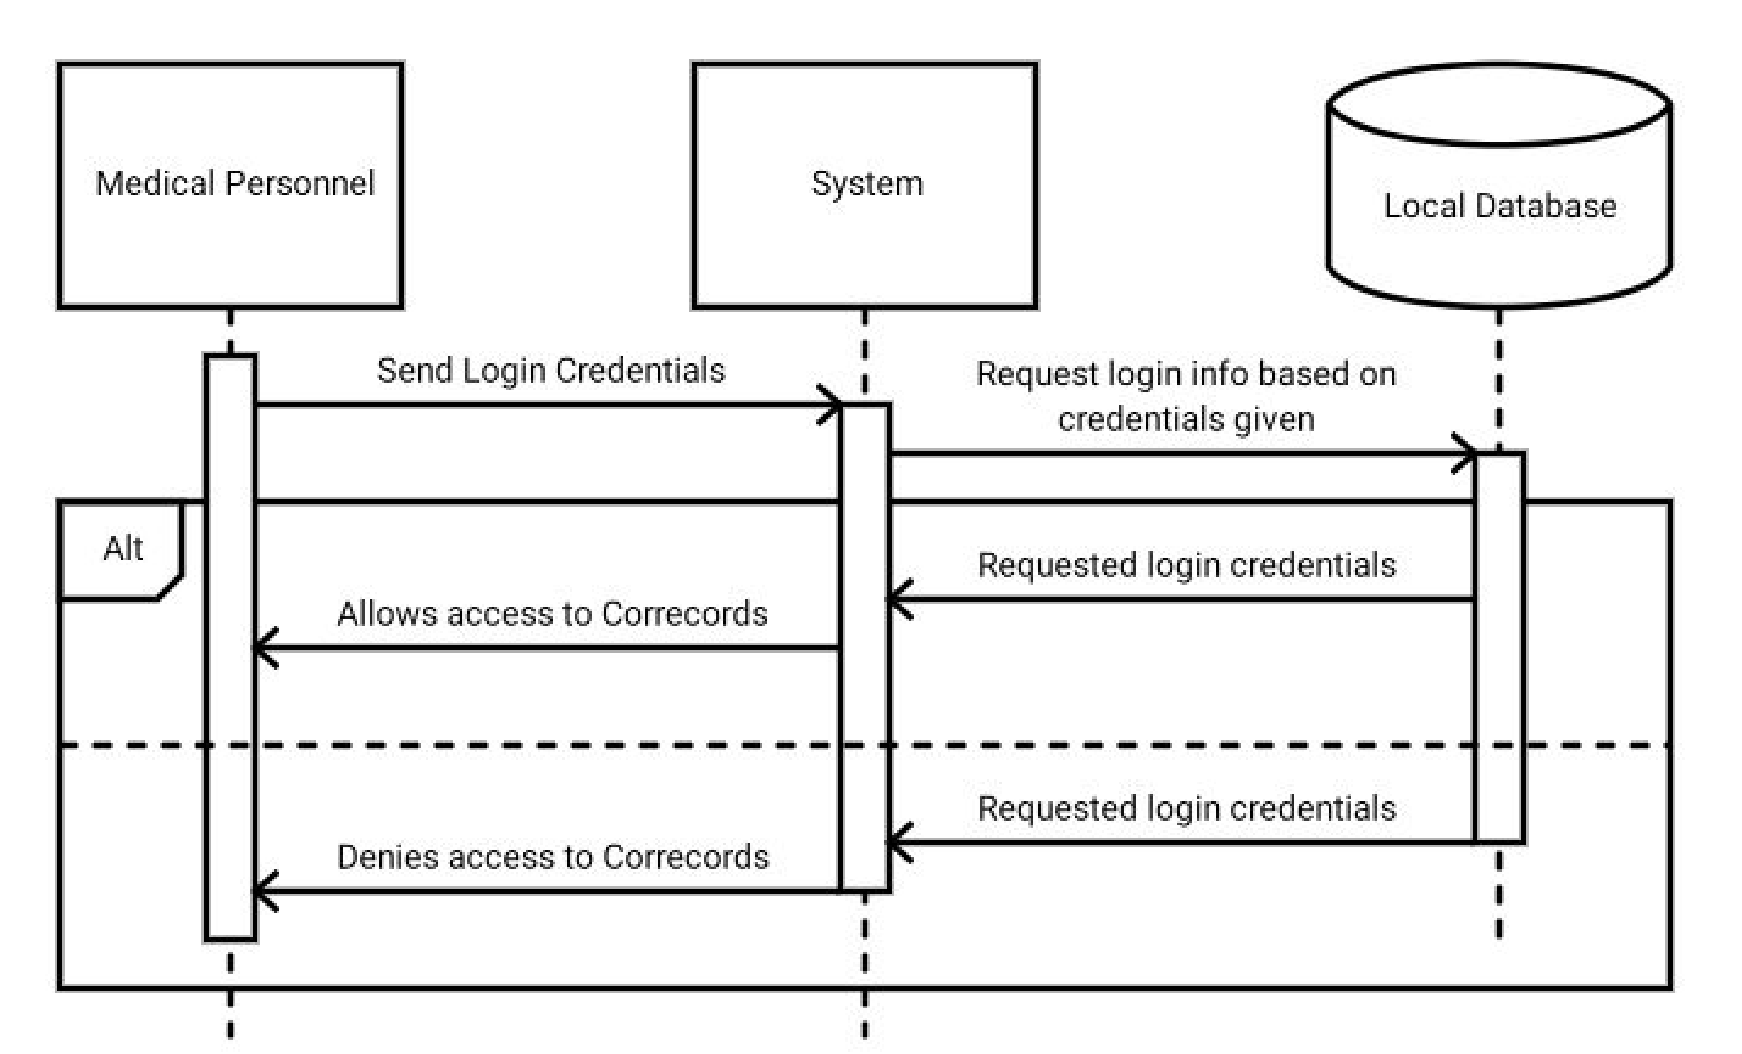 Medical Personnel
System
Local Database
Send Login Credentials
Request login info based on
credentials given
Alt
Requested login credentials
Allows access to Correcords
Requested login credentials
Denies access to Correcords